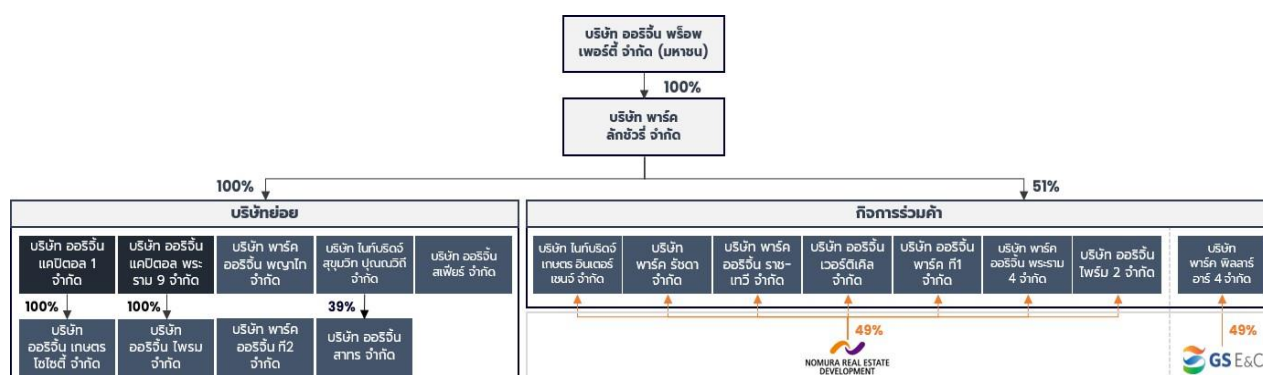 บริษัท ออริจิ้น พร็อพ
เพอร์ตี้ จำกัด (มหาชน)
100%
บริษัท พาร์ค
ลักชัวรี่ จำกัด
100%
51%
บริษัทย่อย
กิจการร่วมค้า
บริษัท ออริจิ้น
แคปิตอล 1
จำกัด
บริษัท ออริจิ้น
แคปิตอล พระ
ราม 9 จำกัด
บริษัท พาร์ค
ออริจิ้น พญาไท
จำกัด
บริษัท ไนท์บริดจ์
สุขุมวิท ปุณณวิถี
จำกัด
บริษัท ออริจิ้น
สเฟียร์ จำกัด
บริษัท ไนท์บริดจ์
เกษตร อินเตอร์
เชนจ์ จำกัด
บริษัท
พาร์ค รัชดา
จำกัด
บริษัท พาร์ค
ออริจิ้น ราช-
เทวี จำกัด
บริษัท ออริจิ้น
เวอร์ติเคิล
จำกัด
บริษัท ออริจิ้น
พาร์ค ที1
จำกัด
บริษัท พาร์ค
ออริจิ้น พระราม
4 จำกัด
บริษัท ออริจิ้น
ไพร์ม 2 จำกัด
บริษัท
พาร์ค พิลลาร์
อาร์ 4 จำกัด
100%
100%
39%
บริษัท
ออริจิ้น เกษตร
โซไซตี้ จำกัด
บริษัท
ออริจิ้น ไพรม
จำกัด
บริษัท พาร์ค
ออริจิ้น ที2
จำกัด
บริษัท ออริจิ้น
สาทร จำกัด
49%
NOMURA REAL ESTATE
DEVELOPMENT
49%
GS E&C